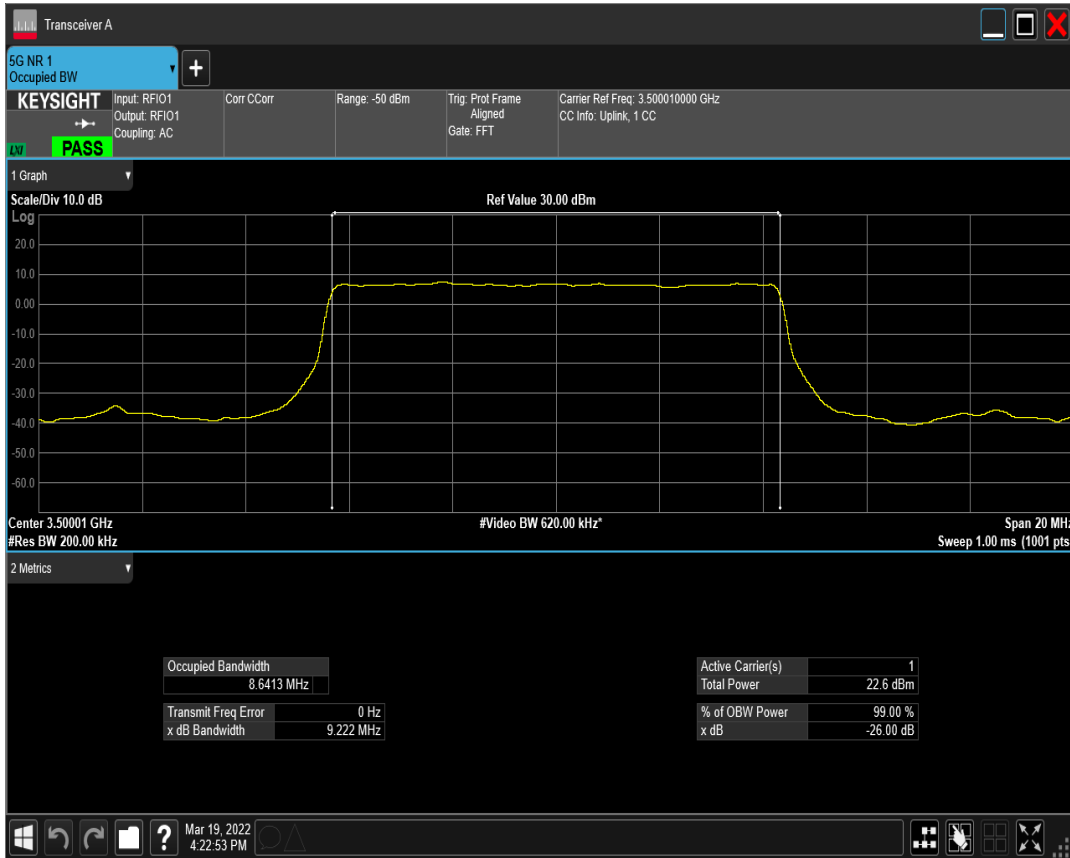 Transceiver A
5G NR 1
Occupied BW
KEYSIGHT
LXI
PASS
Input: RFIO1
Output: RFIO1
Coupling: AC
Corr CCorr
Range: -50 dBm
Trig: Prot Frame
Aligned
Gate: FFT
Carrier Ref Freq: 3.500010000 GHz
CC Info: Uplink, 1 CC
1 Graph
Scale/Div 10.0 dB
Ref Value 30.00 dBm
Log
20.0
10.0
0.00
-10.0
-20.0
-30.0
-40.0
-50.0
-60.0
Center 3.50001 GHz
#Video BW 620.00 kHz*
Span 20 MHz
#Res BW 200.00 kHz
Sweep 1.00 ms (1001 pts
2 Metrics
Occupied Bandwidth
8.6413 MHz
Transmit Freq Error 0 Hz
x dB Bandwidth 9.222 MHz
Active Carrier(s) 1
Total Power 22.6 dBm
% of OBW Power 99.00 %
x dB -26.00 dB
?
Mar 19, 2022
4:22:53 PM